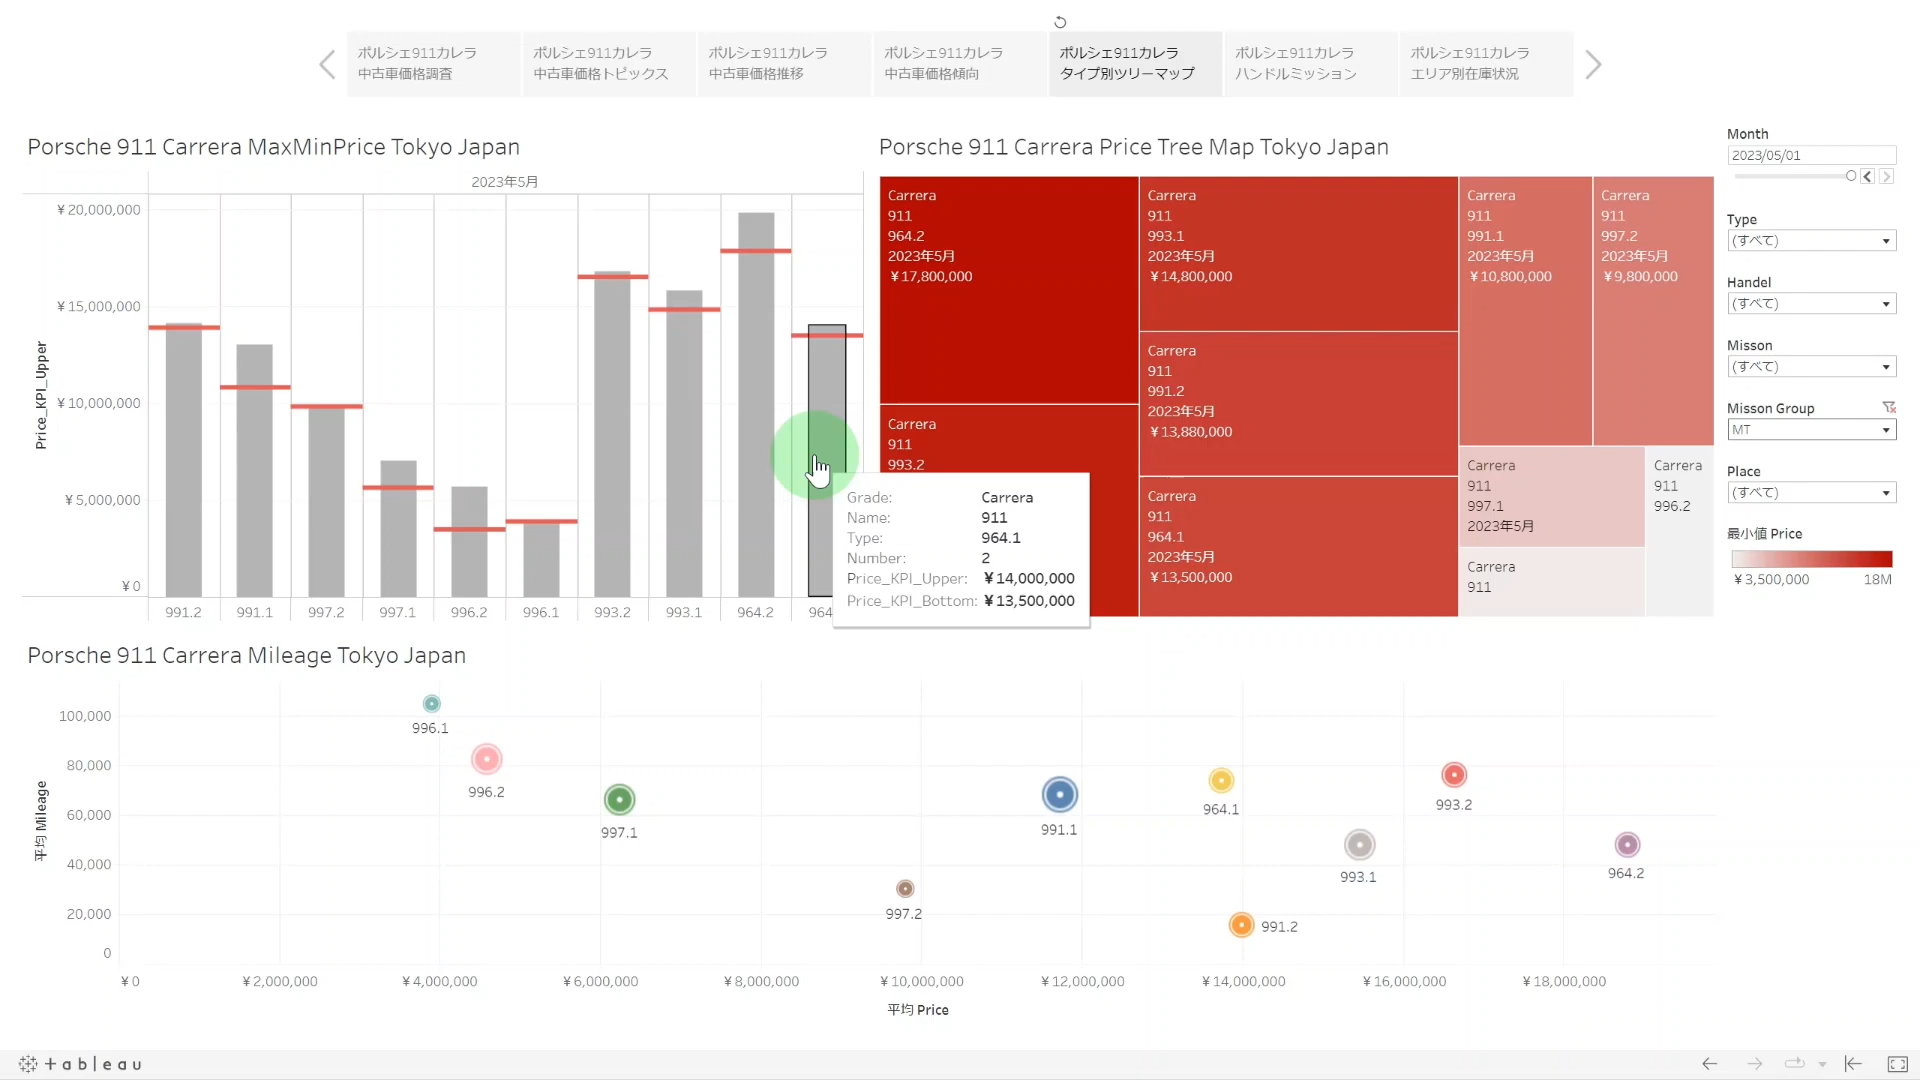 ポルシェ911カレラ
中古車価格調査
ポルシェ911カレラ
中古車価格トピックス
ポルシェ911カレラ
中古車価格推移
ポルシェ911カレラ
中古車価格傾向
ポルシェ911カレラ
タイプ別ツリーマップ
ポルシェ911カレラ
ハンドルミッション
ポルシェ911カレラ
エリア別在庫状況
Porsche 911 Carrera MaxMinPrice Tokyo Japan
2023年5月
Price_KPI_Upper
¥20,000,000
¥15,000,000
¥10,000,000
¥5,000,000
¥0
991.2
991.1
997.2
997.1
996.2
996.1
993.2
993.1
964.2
964
Grade: Carrera
Name: 911
Type: 964.1
Number: 2
Price_KPI_Upper: ¥14,000,000
Price_KPI_Bottom: ¥13,500,000
Porsche 911 Carrera Price Tree Map Tokyo Japan
Carrera
911
964.2
2023年5月
¥17,800,000
Carrera
911
993.2
Carrera
911
993.1
2023年5月
¥14,800,000
Carrera
911
991.2
2023年5月
¥13,880,000
Carrera
911
964.1
2023年5月
¥13,500,000
Carrera
911
991.1
2023年5月
¥10,800,000
Carrera
911
997.2
2023年5月
¥9,800,000
Carrera
911
997.1
2023年5月
Carrera
911
Carrera
911
996.2
Month
2023/05/01
Type
(すべて)
Handel
(すべて)
Misson
(すべて)
Misson Group
MT
Place
(すべて)
最小値 Price
¥3,500,000 18M
Porsche 911 Carrera Mileage Tokyo Japan
平均 Mileage
100,000
80,000
60,000
40,000
20,000
0
996.1
996.2
997.1
997.2
991.1
964.1
991.2
993.1
993.2
964.2
¥0
¥2,000,000
¥4,000,000
¥6,000,000
¥8,000,000
¥10,000,000
¥12,000,000
¥14,000,000
¥16,000,000
¥18,000,000
平均 Price
+ableau